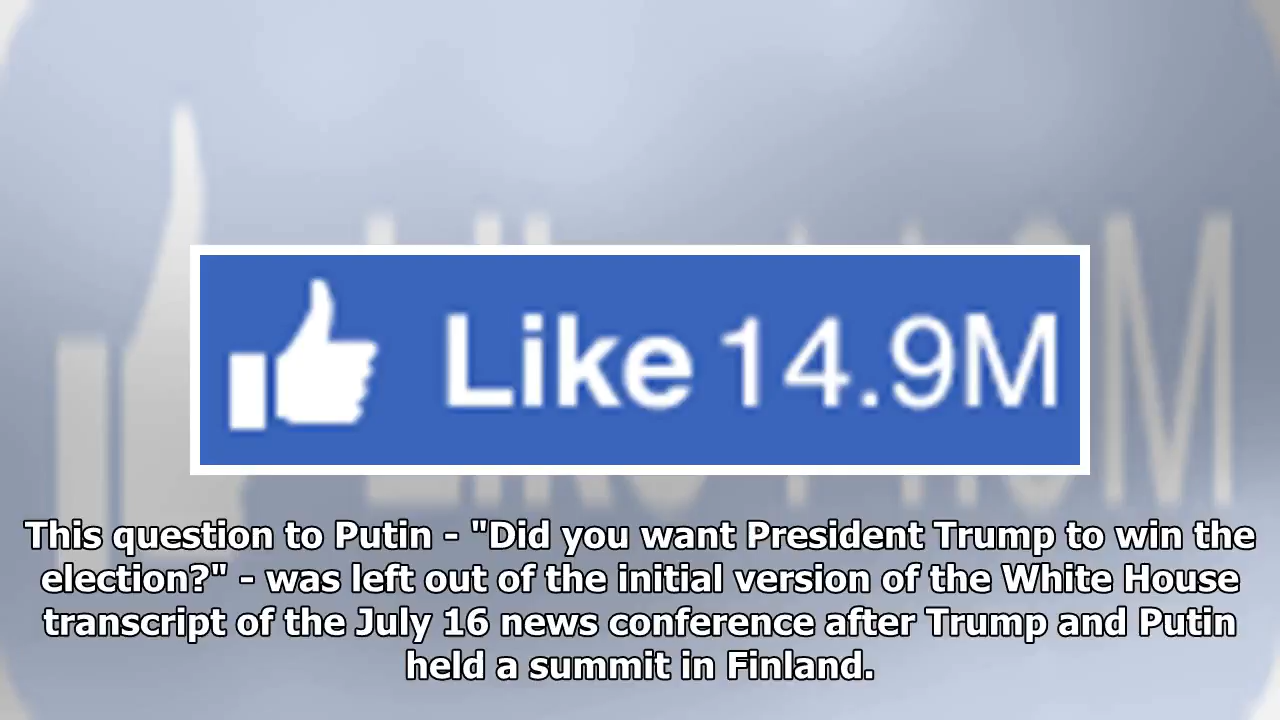 Like 14.9M
This question to Putin - "Did you want President Trump to win the
election?" - was left out of the initial version of the White House
transcript of the July 16 news conference after Trump and Putin
held a summit in Finland.